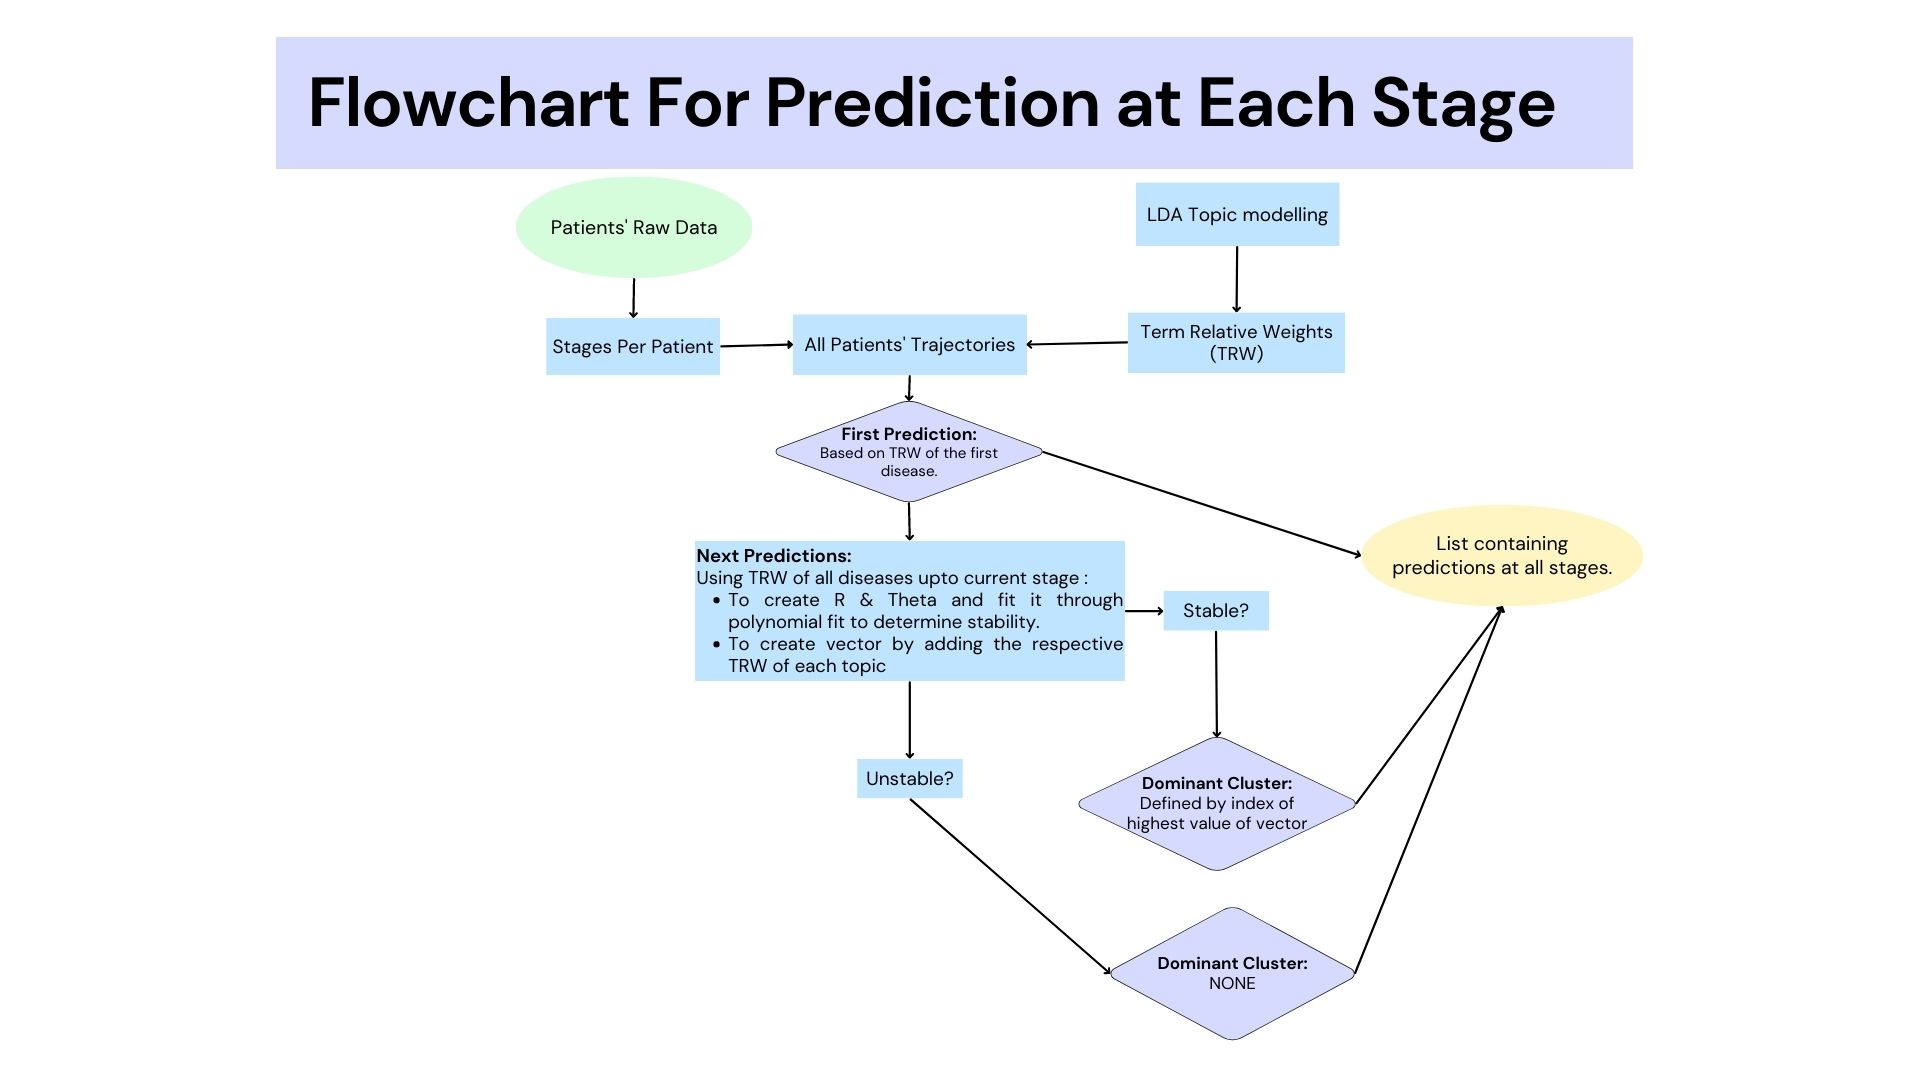 Flowchart For Prediction at Each Stage
Patients' Raw Data
LDA Topic modelling
Stages Per Patient
All Patients' Trajectories
Term Relative Weights
(TRW)
First Prediction:
Based on TRW of the first
disease.
List containing
predictions at all stages.
Next Predictions:
Using TRW of all diseases upto current stage :
• To create R & Theta and fit it through
polynomial fit to determine stability.
• To create vector by adding the respective
TRW of each topic
Stable?
Unstable?
Dominant Cluster:
Defined by index of
highest value of vector
Dominant Cluster:
NONE